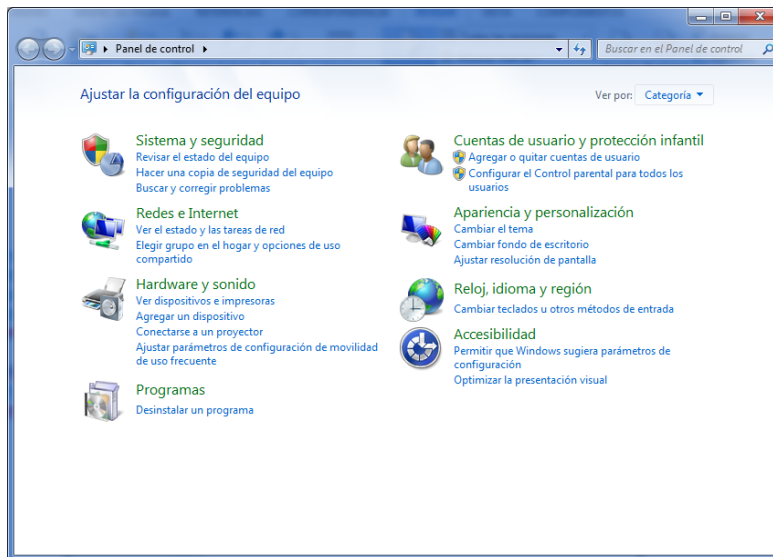 Panel de control
Buscar en el Panel de control
Ajustar la configuración del equipo
Ver por: Categoría
Sistema y seguridad
Revisar el estado del equipo
Hacer una copia de seguridad del equipo
Buscar y corregir problemas
Redes e Internet
Ver el estado y las tareas de red
Elegir grupo en el hogar y opciones de uso
compartido
Hardware y sonido
Ver dispositivos e impresoras
Agregar un dispositivo
Conectarse a un proyector
Ajustar parámetros de configuración de movilidad
de uso frecuente
Programas
Desinstalar un programa
Cuentas de usuario y protección infantil
Agregar o quitar cuentas de usuario
Configurar el Control parental para todos los
usuarios
Apariencia y personalización
Cambiar el tema
Cambiar fondo de escritorio
Ajustar resolución de pantalla
Reloj, idioma y región
Cambiar teclados u otros métodos de entrada
Accesibilidad
Permitir que Windows sugiera parámetros de
configuración
Optimizar la presentación visual